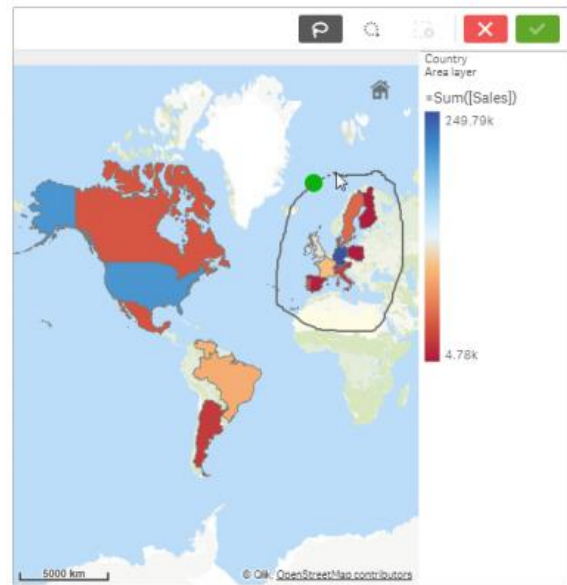 Country
Area layer
=Sum([Sales])
249.79k
4.78k
5000 km
© Qlik, OpenStreetMap contributors